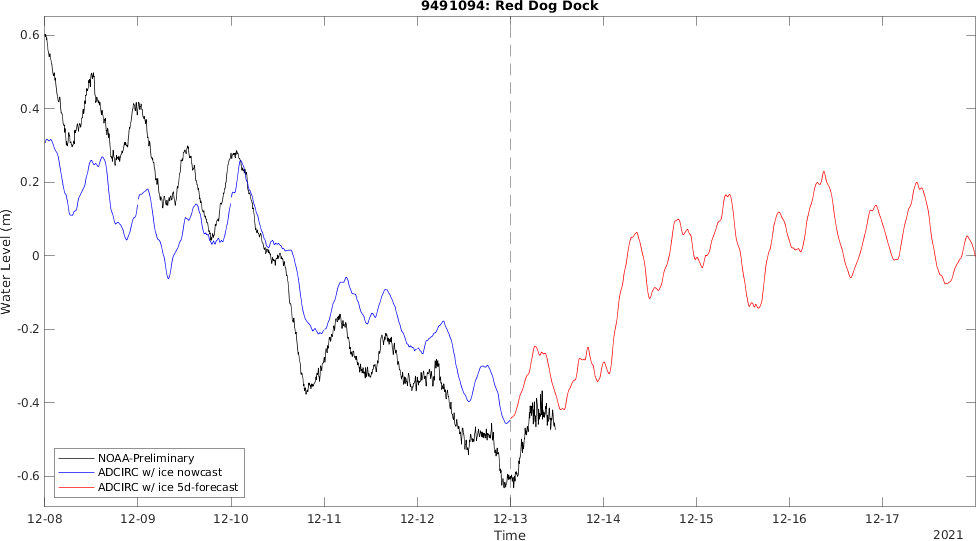 9491094: Red Dog Dock
0.6
0.4
0.2
0
-0.2
-0.4
-0.6
Water Level (m)
NOAA-Preliminary
ADCIRC w/ ice nowcast
ADCIRC w/ ice 5d-forecast
12-08 12-09 12-10 12-11 12-12 12-13 12-14 12-15 12-16 12-17
Time
2021